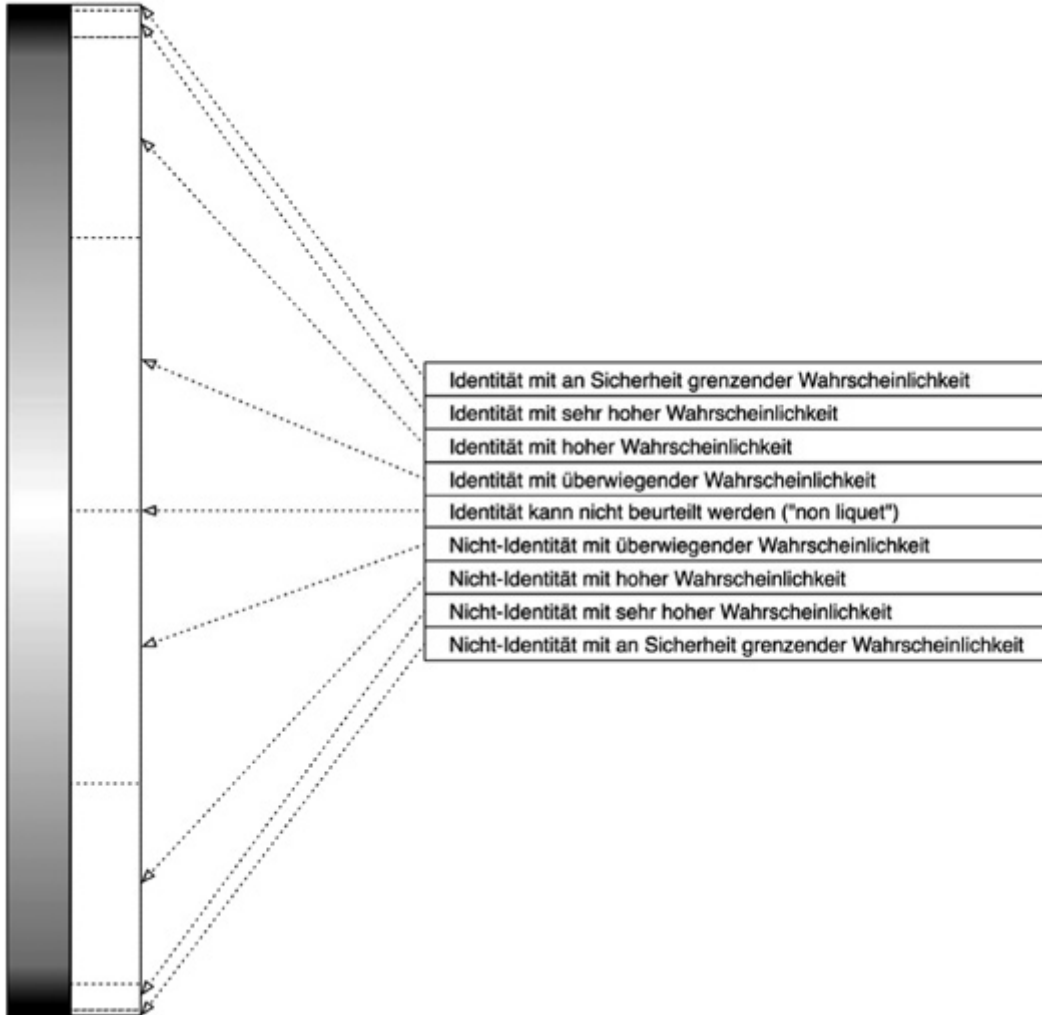 Identität mit an Sicherheit grenzender Wahrscheinlichkeit
Identität mit sehr hoher Wahrscheinlichkeit
Identität mit hoher Wahrscheinlichkeit
Identität mit überwiegender Wahrscheinlichkeit
Identität kann nicht beurteilt werden ("non liquet")
Nicht-Identität mit überwiegender Wahrscheinlichkeit
Nicht-Identität mit hoher Wahrscheinlichkeit
Nicht-Identität mit sehr hoher Wahrscheinlichkeit
Nicht-Identität mit an Sicherheit grenzender Wahrscheinlichkeit